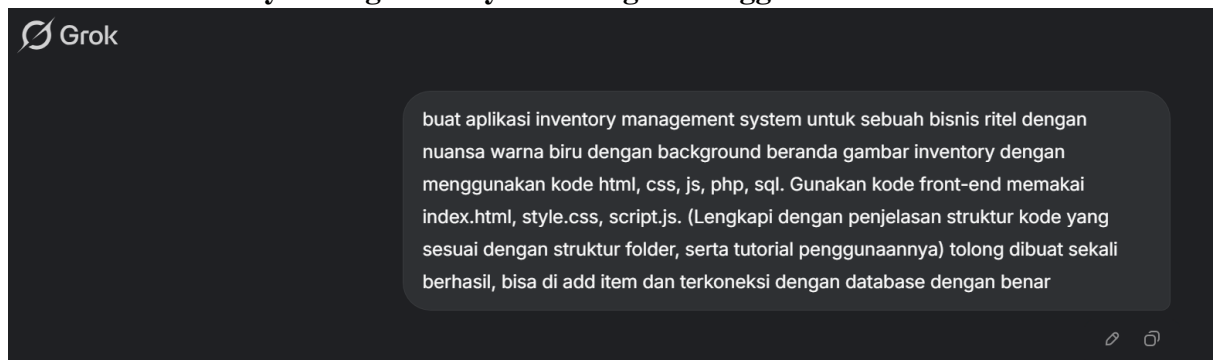 Grok
buat aplikasi inventory management system untuk sebuah bisnis ritel dengan
nuansa warna biru dengan background beranda gambar inventory dengan
menggunakan kode html, css, js, php, sql. Gunakan kode front-end memakai
index.html, style.css, script.js. (Lengkapi dengan penjelasan struktur kode yang
sesuai dengan struktur folder, serta tutorial penggunaannya) tolong dibuat sekali
berhasil, bisa di add item dan terkoneksi dengan database dengan benar